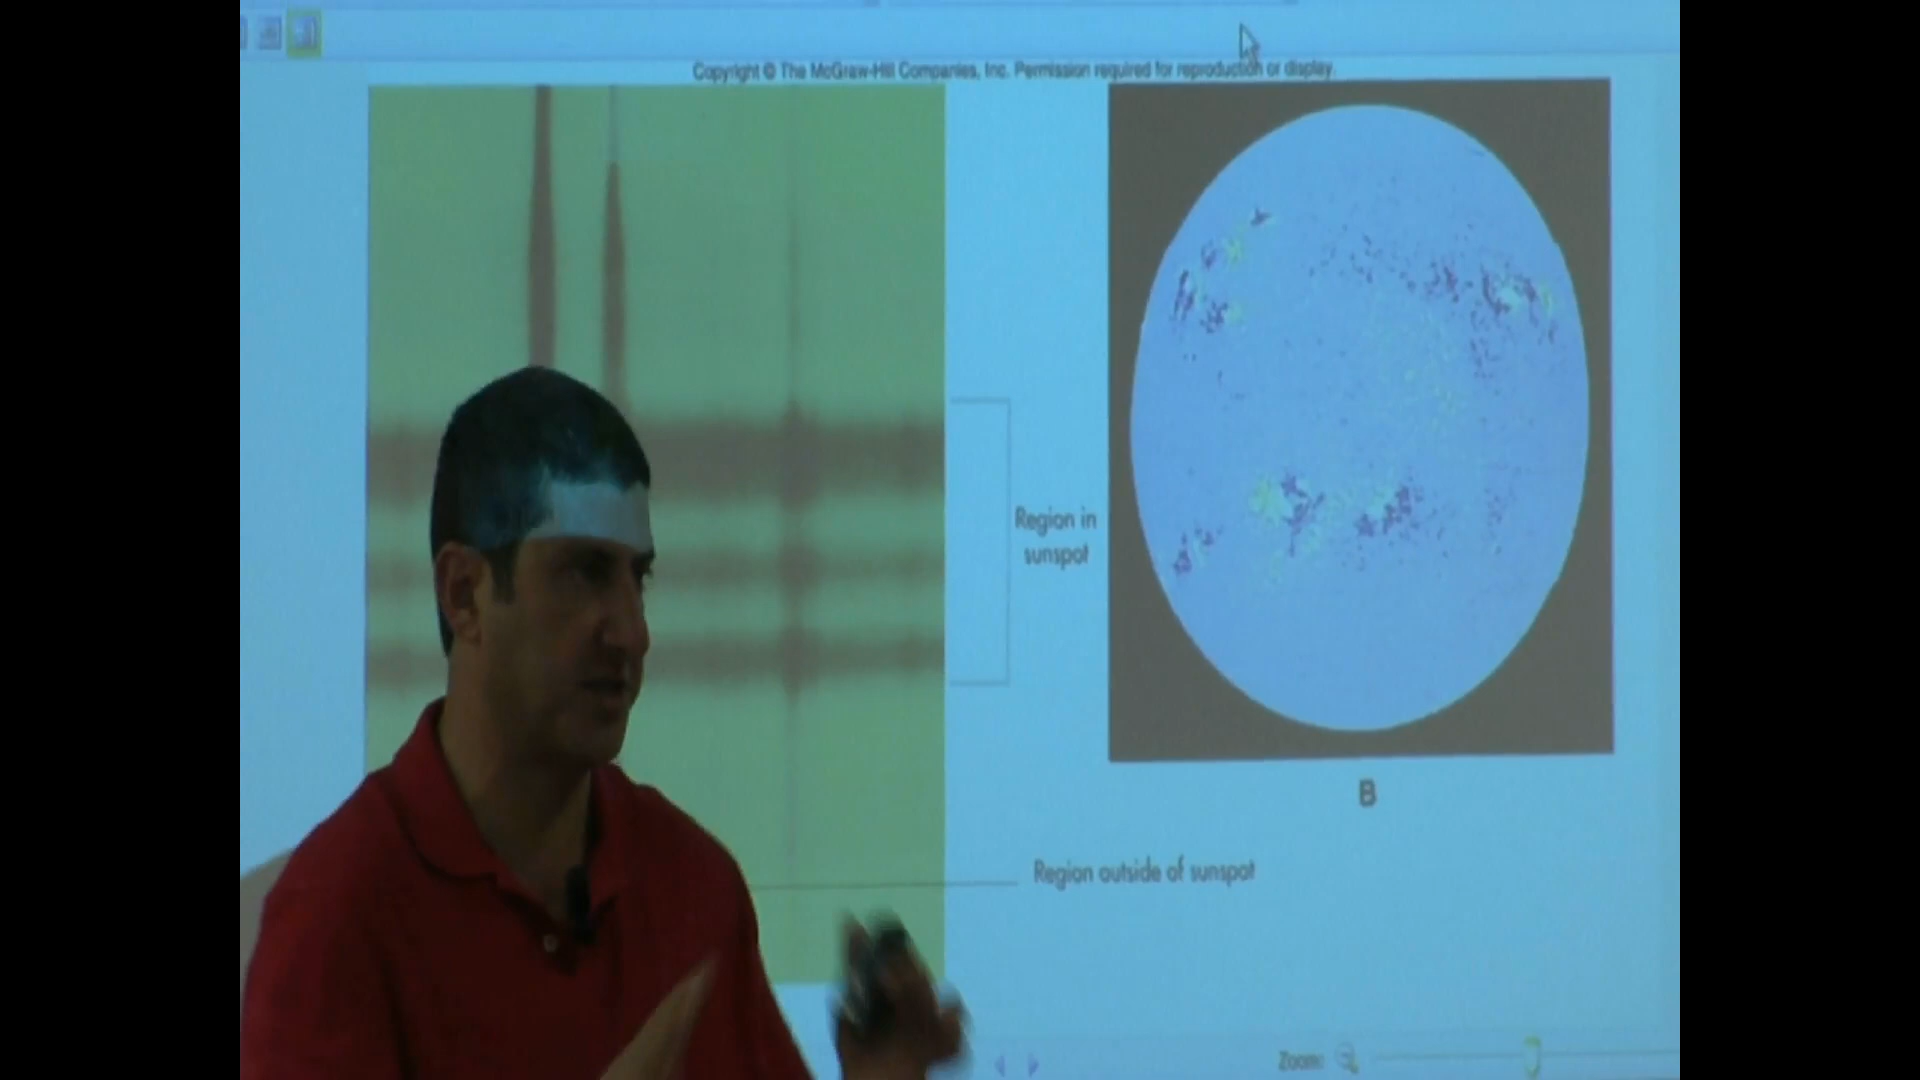 Copyright © The McGraw-Hill Companies, Inc. Permission required for reproduction or display.
Region in
sunspot
B
Region outside of sunspot
Zoom: